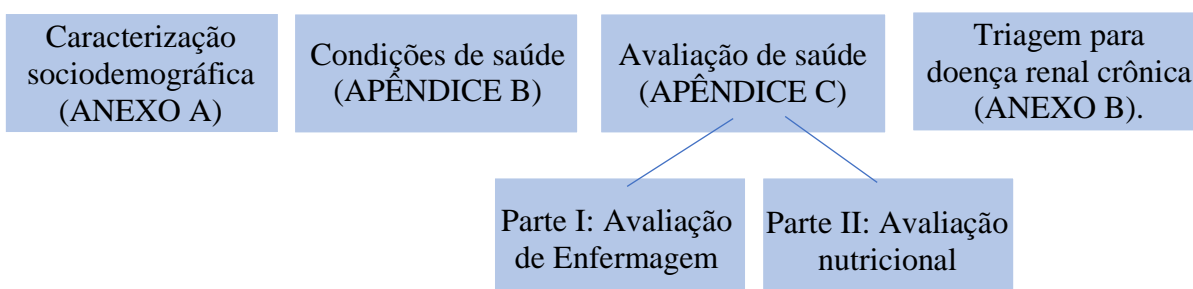 Caracterização
sociodemográfica
(ANEXO A)
Condições de saúde
(APÊNDICE B)
Avaliação de saúde
(APÊNDICE C)
Triagem para
doença renal crônica
(ANEXO B).
Parte I: Avaliação
de Enfermagem
Parte II: Avaliação
nutricional